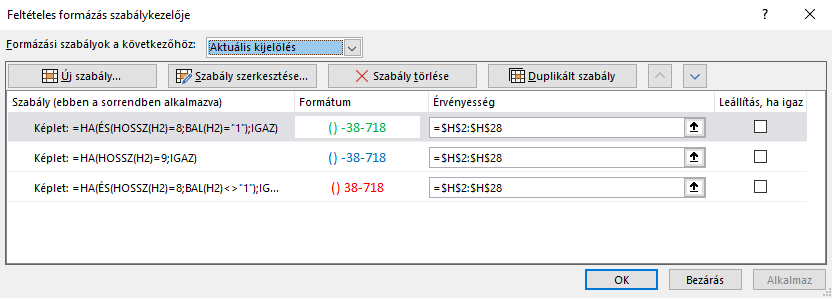 Feltételes formázás szabálykezelője ? ×
Formázási szabályok a következőhöz: Aktuális kijelölés
Új szabály... Szabály szerkesztése... Szabály törlése Duplikált szabály
Szabály (ebben a sorrendben alkalmazva) Formátum Érvényesség Leállítás, ha igaz
Képlet: =HA(ÉS(HOSSZ(H2)=8;BAL(H2)="1");IGAZ) () -38-718 =$H$2:$H$28
Képlet: =HA(HOSSZ(H2)=9;IGAZ) () -38-718 =$H$2:$H$28
Képlet: =HA(ÉS(HOSSZ(H2)=8;BAL(H2)<>"1");IG... () 38-718 =$H$2:$H$28
OK Bezárás Alkalmaz